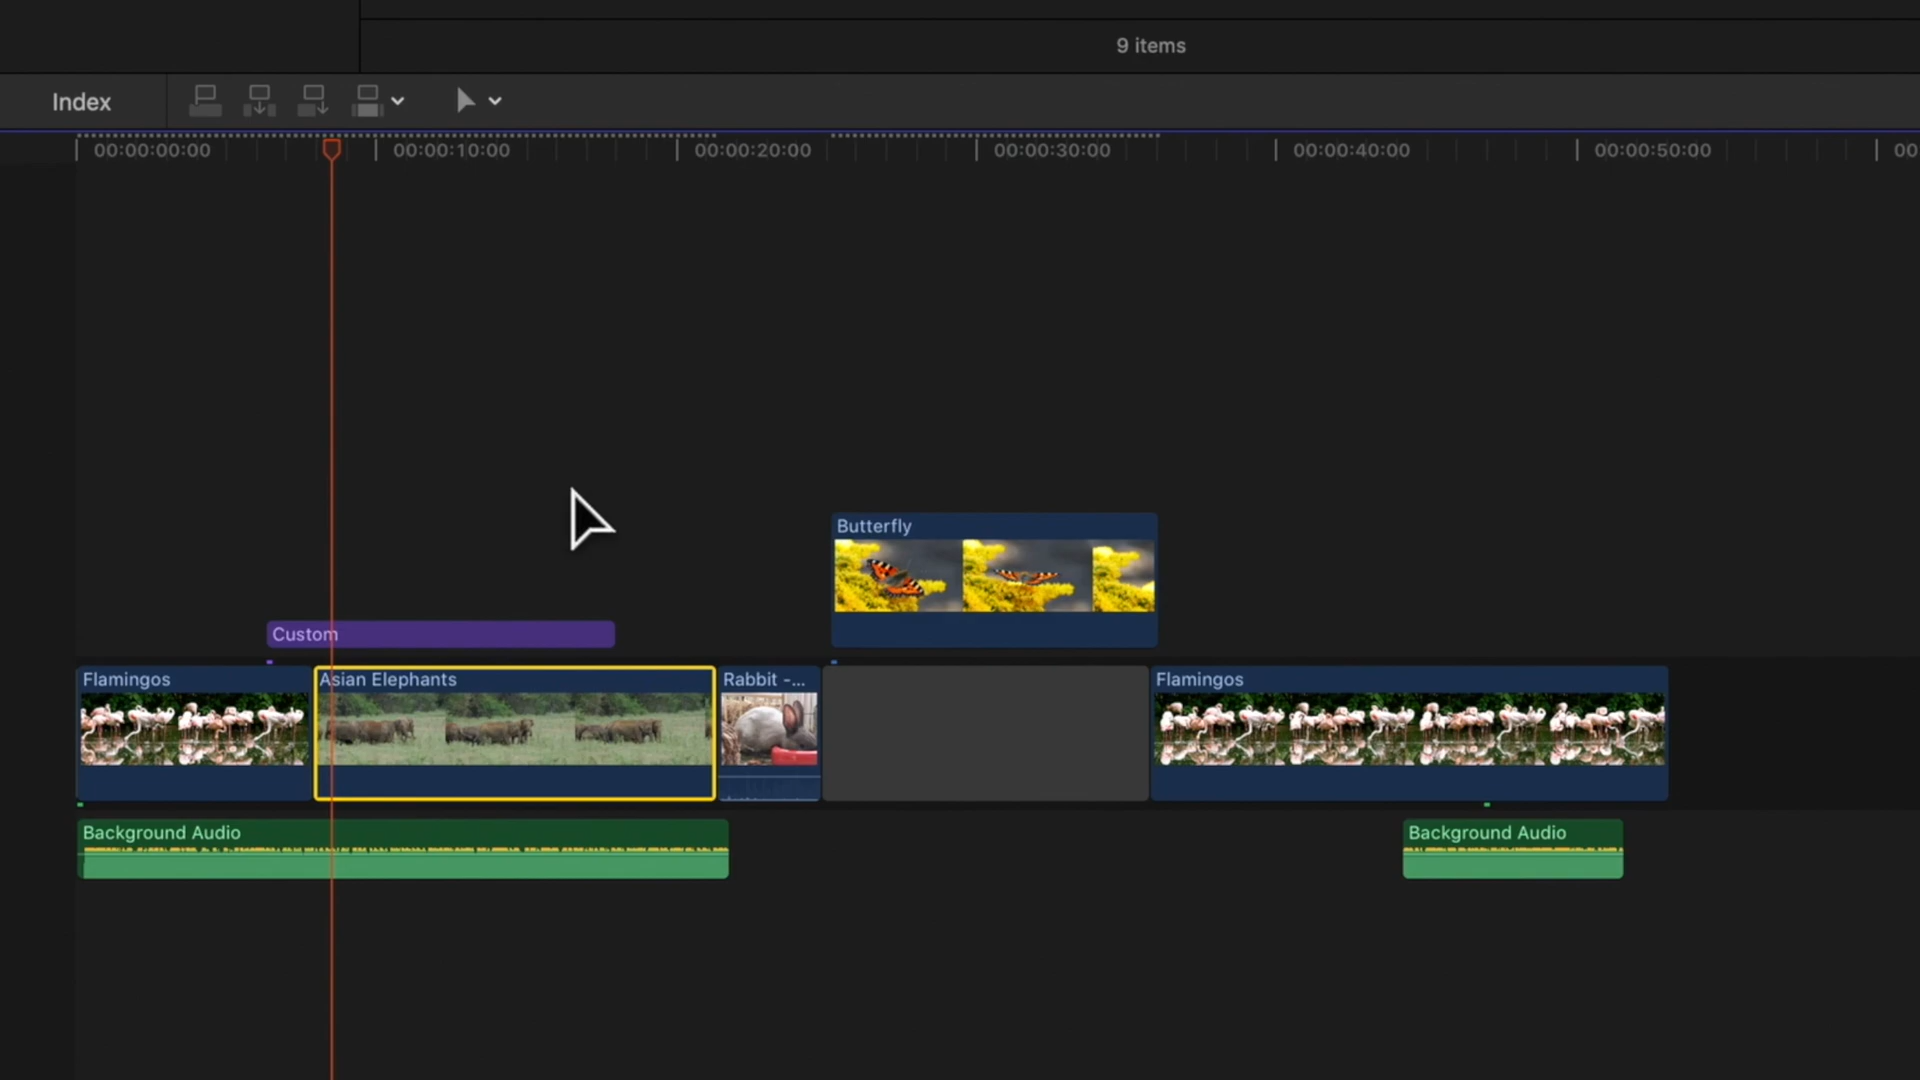 9 items
Index
00:00:00:00 00:00:10:00 00:00:20:00 00:00:30:00 00:00:40:00 00:00:50:00 00
Butterfly
Custom
Flamingos Asian Elephants Rabbit -... Flamingos
Background Audio Background Audio